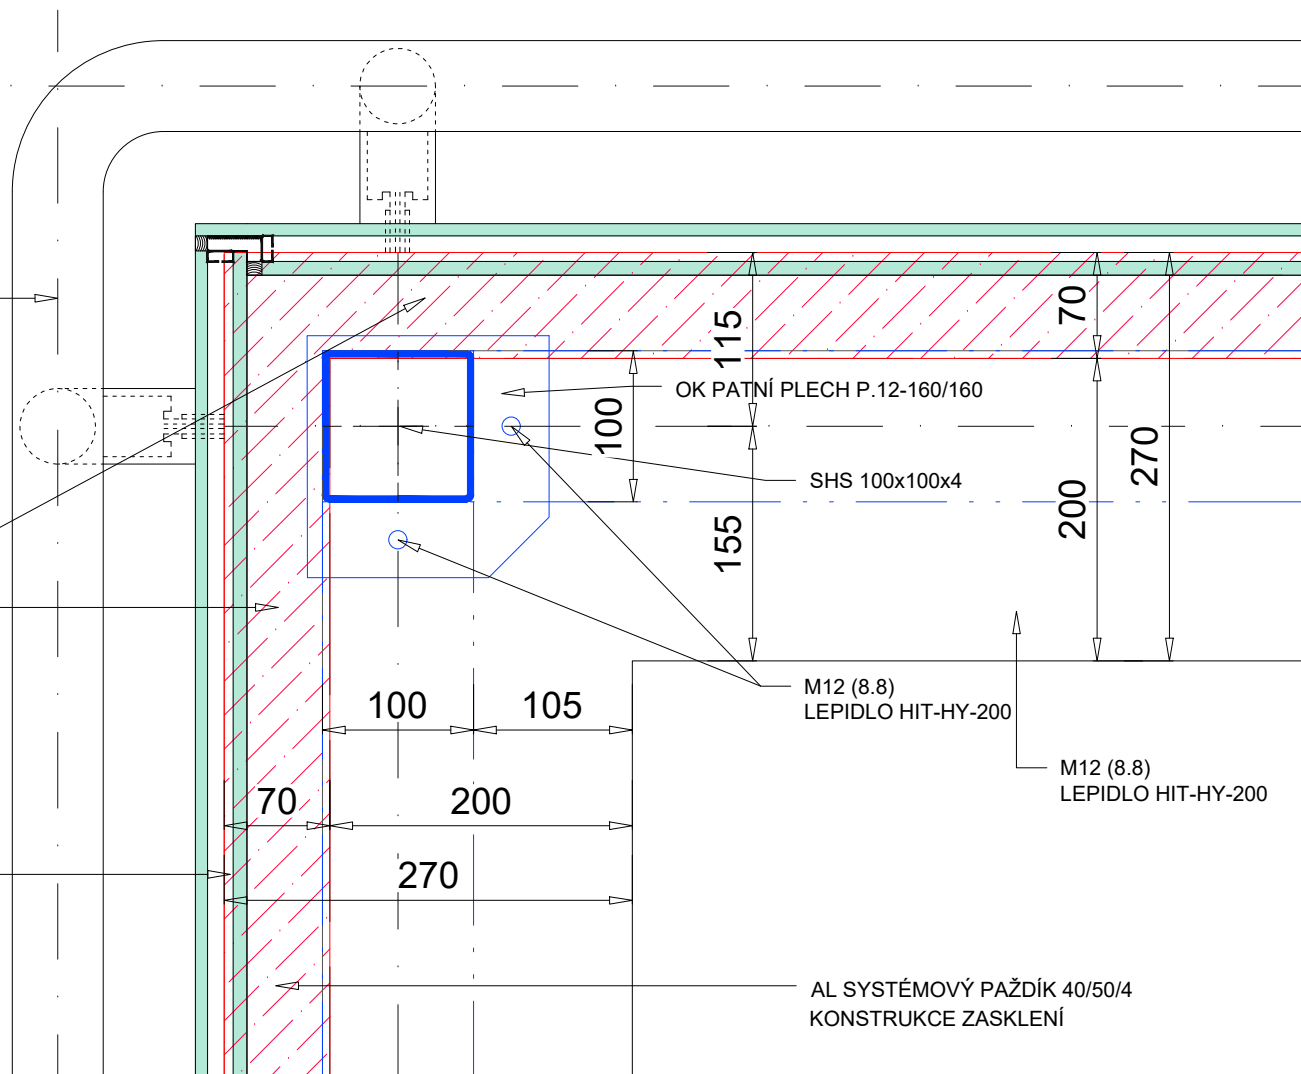 70
115
OK PATNÍ PLECH P.12-160/160
100
270
SHS 100x100x4
200
155
M12 (8.8)
LEPIDLO HIT-HY-200
100
105
M12 (8.8)
LEPIDLO HIT-HY-200
70
200
270
AL SYSTÉMOVÝ PAŽDÍK 40/50/4
KONSTRUKCE ZASKLENÍ